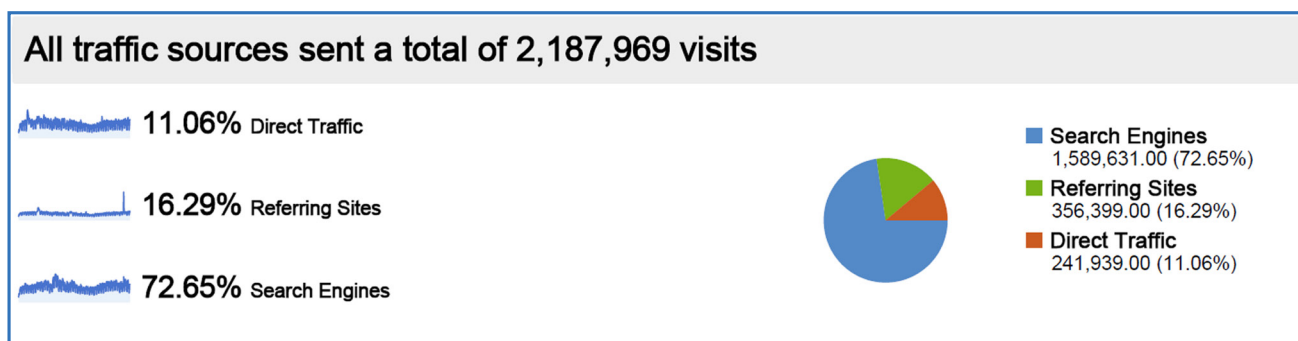 All traffic sources sent a total of 2,187,969 visits
11.06% Direct Traffic
16.29% Referring Sites
72.65% Search Engines
Search Engines
1,589,631.00 (72.65%)
Referring Sites
356,399.00 (16.29%)
Direct Traffic
241,939.00 (11.06%)